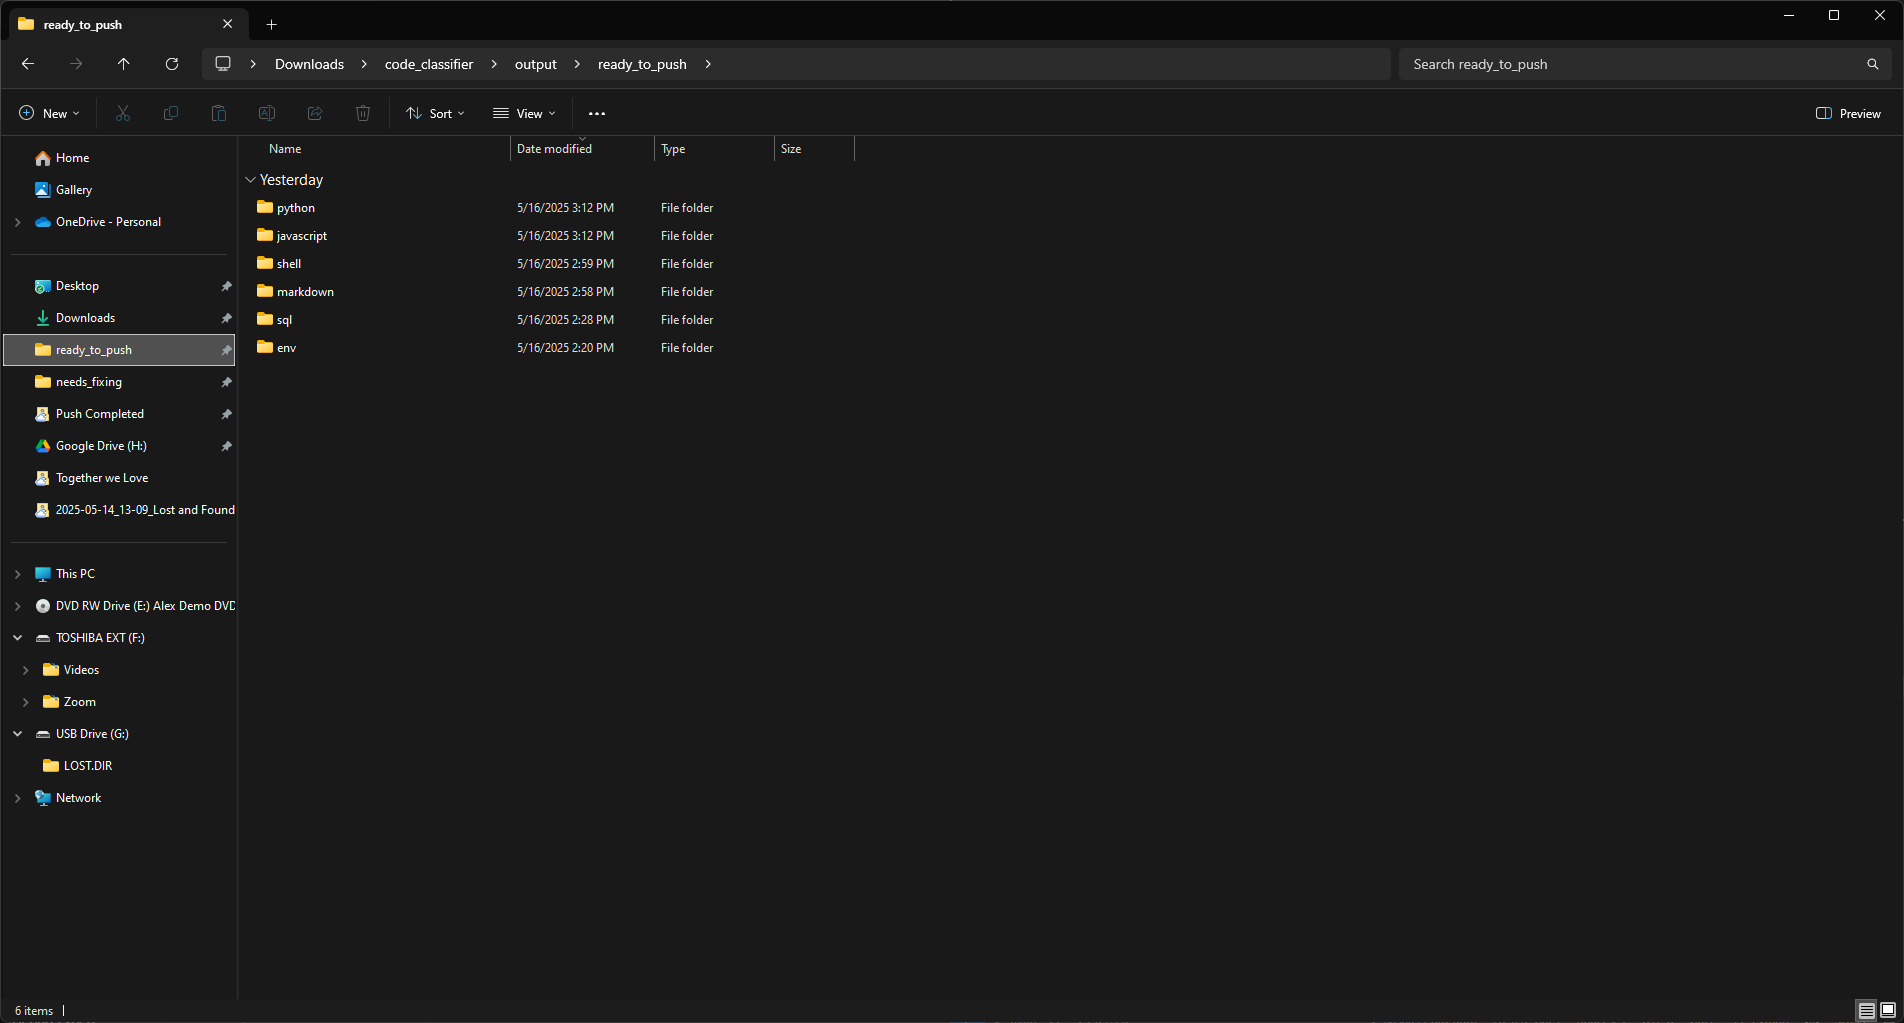 ready_to_push
Downloads code_classifier output ready_to_push
Search ready_to_push
New
Sort
View
Preview
Name Date modified Type Size
Home
Gallery
OneDrive - Personal
Desktop
Downloads
ready_to_push
needs_fixing
Push Completed
Google Drive (H:)
Together we Love
2025-05-14_13-09_Lost and Found
This PC
DVD RW Drive (E:) Alex Demo DVD
TOSHIBA EXT (F:)
Videos
Zoom
USB Drive (G:)
LOST.DIR
Network
Yesterday
python 5/16/2025 3:12 PM File folder
javascript 5/16/2025 3:12 PM File folder
shell 5/16/2025 2:59 PM File folder
markdown 5/16/2025 2:58 PM File folder
sql 5/16/2025 2:28 PM File folder
env 5/16/2025 2:20 PM File folder
6 items